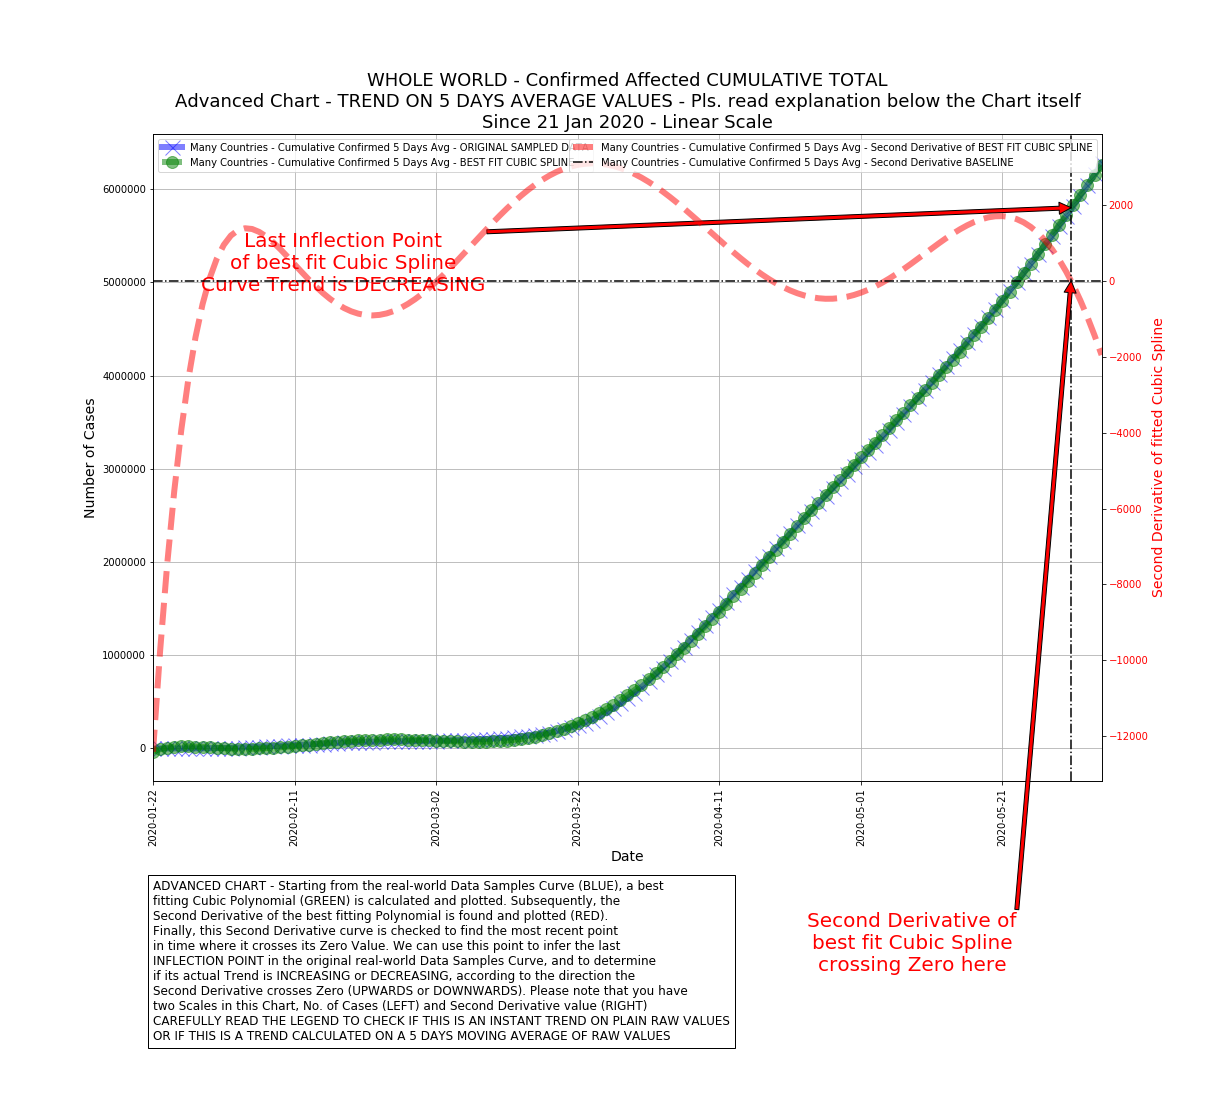 WHOLE WORLD - Confirmed Affected CUMULATIVE TOTAL
Advanced Chart - TREND ON 5 DAYS AVERAGE VALUES - Pls. read explanation below the Chart itself
Since 21 Jan 2020 - Linear Scale
Many Countries - Cumulative Confirmed 5 Days Avg - ORIGINAL SAMPLED DATA
Many Countries - Cumulative Confirmed 5 Days Avg - BEST FIT CUBIC SPLINE
Many Countries - Cumulative Confirmed 5 Days Avg - Second Derivative of BEST FIT CUBIC SPLINE
Many Countries - Cumulative Confirmed 5 Days Avg - Second Derivative BASELINE
Last Inflection Point
of best fit Cubic Spline
Curve Trend is DECREASING
Number of Cases
6000000
5000000
4000000
3000000
2000000
1000000
0
2000
0
−2000
−4000
−6000
−8000
−10000
−12000
Second Derivative of fitted Cubic Spline
2020-01-22
2020-02-11
2020-03-02
2020-03-22
2020-04-11
2020-05-01
2020-05-21
Date
Second Derivative of
best fit Cubic Spline
crossing Zero here
ADVANCED CHART - Starting from the real-world Data Samples Curve (BLUE), a best
fitting Cubic Polynomial (GREEN) is calculated and plotted. Subsequently, the
Second Derivative of the best fitting Polynomial is found and plotted (RED).
Finally, this Second Derivative curve is checked to find the most recent point
in time where it crosses its Zero Value. We can use this point to infer the last
INFLECTION POINT in the original real-world Data Samples Curve, and to determine
if its actual Trend is INCREASING or DECREASING, according to the direction the
Second Derivative crosses Zero (UPWARDS or DOWNWARDS). Please note that you have
two Scales in this Chart, No. of Cases (LEFT) and Second Derivative value (RIGHT)
CAREFULLY READ THE LEGEND TO CHECK IF THIS IS AN INSTANT TREND ON PLAIN RAW VALUES
OR IF THIS IS A TREND CALCULATED ON A 5 DAYS MOVING AVERAGE OF RAW VALUES